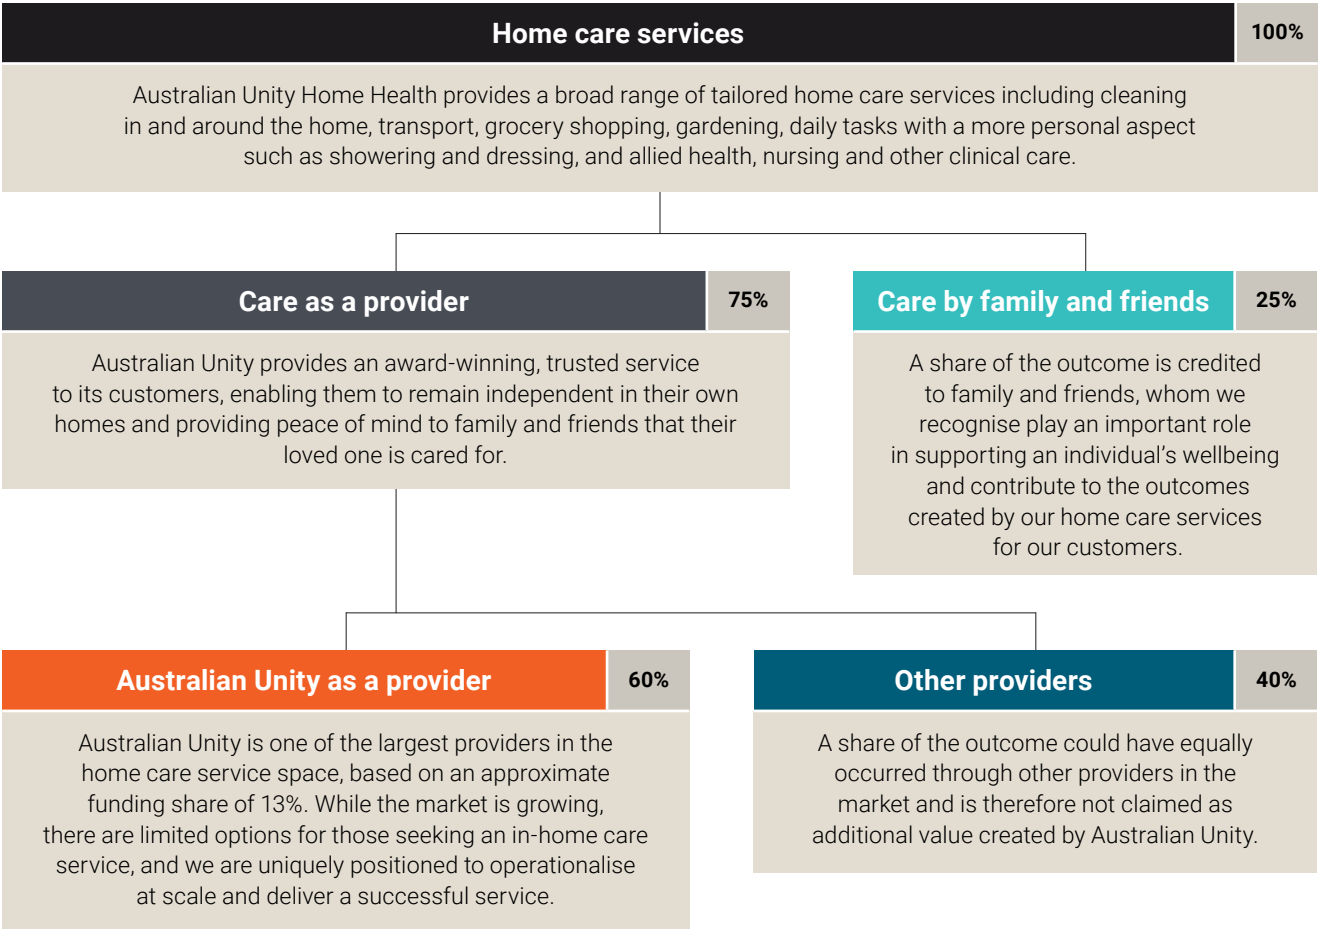 Home care services
100%
Australian Unity Home Health provides a broad range of tailored home care services including cleaning
in and around the home, transport, grocery shopping, gardening, daily tasks with a more personal aspect
such as showering and dressing, and allied health, nursing and other clinical care.
Care as a provider
75%
Australian Unity provides an award-winning, trusted service
to its customers, enabling them to remain independent in their own
homes and providing peace of mind to family and friends that their
loved one is cared for.
Care by family and friends
25%
A share of the outcome is credited
to family and friends, whom we
recognise play an important role
in supporting an individual’s wellbeing
and contribute to the outcomes
created by our home care services
for our customers.
Australian Unity as a provider
60%
Australian Unity is one of the largest providers in the
home care service space, based on an approximate
funding share of 13%. While the market is growing,
there are limited options for those seeking an in-home care
service, and we are uniquely positioned to operationalise
at scale and deliver a successful service.
Other providers
40%
A share of the outcome could have equally
occurred through other providers in the
market and is therefore not claimed as
additional value created by Australian Unity.